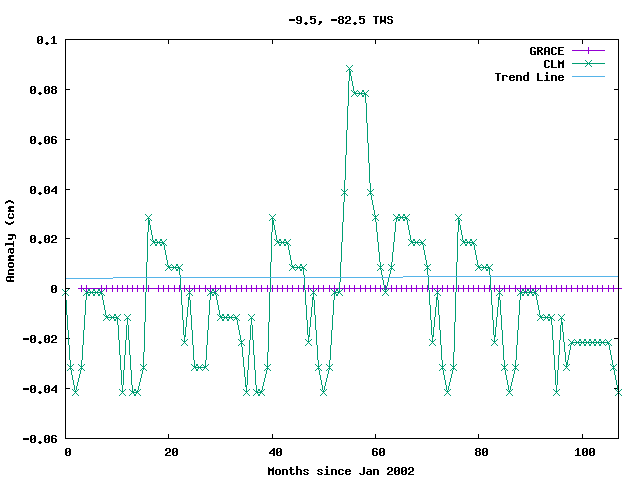 -9.5, -82.5 TWS
GRACE
CLM
Trend Line
0.1
0.08
0.06
0.04
0.02
0
-0.02
-0.04
-0.06
Anomaly (cm)
0 20 40 60 80 100
Months since Jan 2002